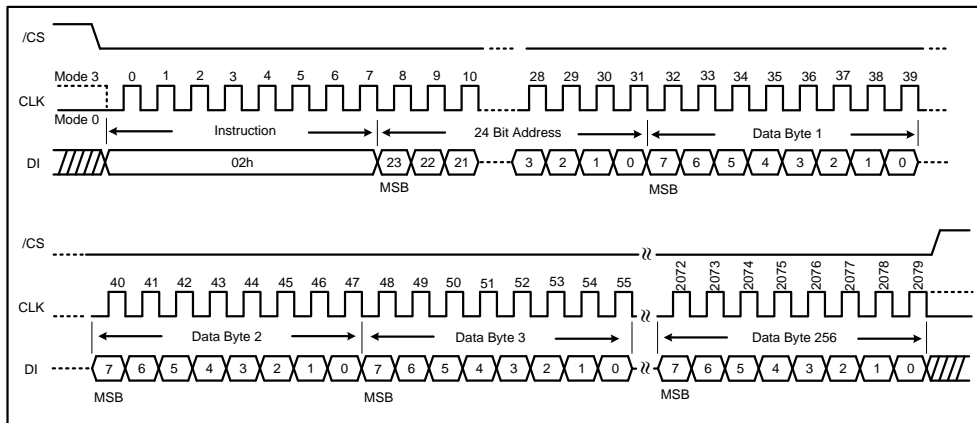 /CS
Mode 3 0 1 2 3 4 5 6 7 8 9 10 28 29 30 31 32 33 34 35 36 37 38 39
CLK
Mode 0
Instruction 24 Bit Address Data Byte 1
DI 02h 23 22 21 3 2 1 0 7 6 5 4 3 2 1 0
MSB MSB
/CS
40 41 42 43 44 45 46 47 48 49 50 51 52 53 54 55 2072 2073 2074 2075 2076 2077 2078 2079
CLK
Data Byte 2 Data Byte 3 Data Byte 256
DI 7 6 5 4 3 2 1 0 7 6 5 4 3 2 1 0 7 6 5 4 3 2 1 0
MSB MSB MSB